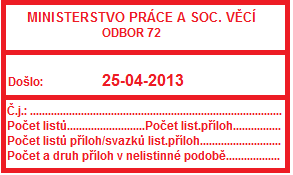 MINISTERSTVO PRÁCE A SOC. VĚCÍ
ODBOR 72
Došlo: 25-04-2013
Č.j.: ...................................................................
Počet listů..........................Počet list.příloh................
Počet listů příloh/svazků list.příloh...........................
Počet a druh příloh v nelistinné podobě..................